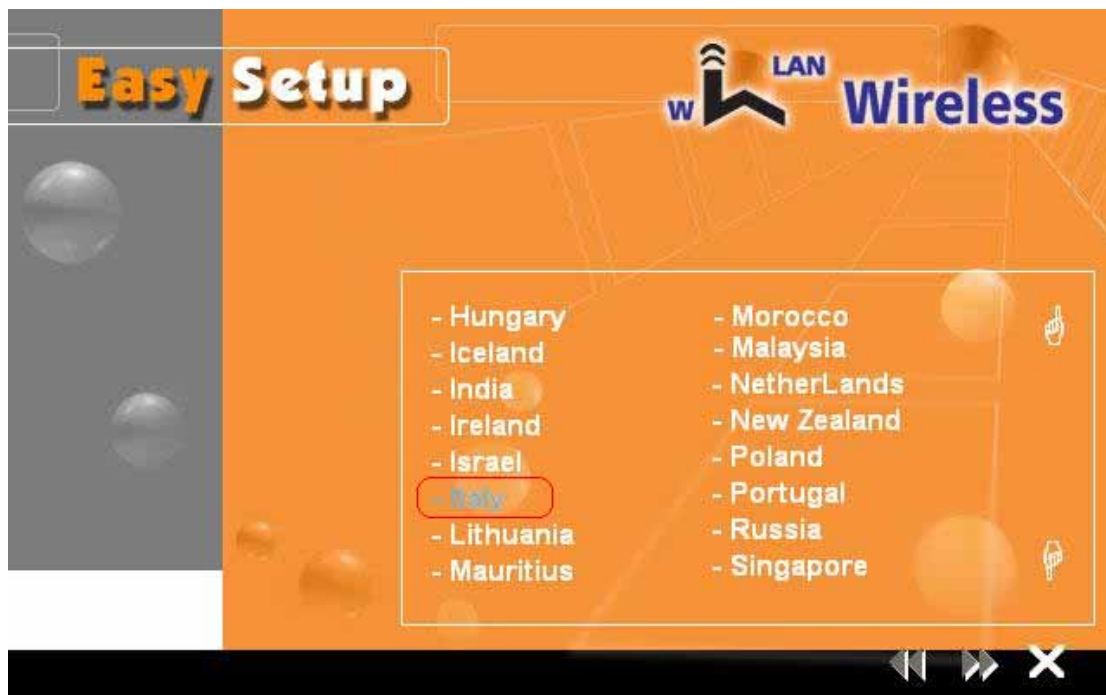 Easy Setup
W LAN Wireless
- Hungary
- Iceland
- India
- Ireland
- Israel
- Italy
- Lithuania
- Mauritius
- Morocco
- Malaysia
- NetherLands
- New Zealand
- Poland
- Portugal
- Russia
- Singapore